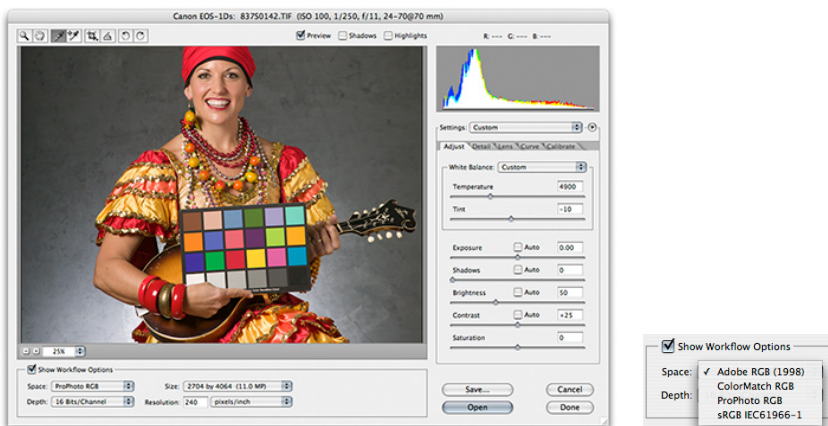 Canon EOS-1Ds: 837S0142.TIF (ISO 100, 1/250, f/11, 24-70@70 mm)
Preview Shadows Highlights
R: --- G: --- B: ---
Settings: Custom
Adjust Detail Lens Curve Calibrate
White Balance: Custom
Temperature 4900
Tint -10
Exposure Auto 0.00
Shadows Auto 0
Brightness Auto 50
Contrast Auto +25
Saturation 0
25%
Show Workflow Options
Space: ProPhoto RGB Size: 2704 by 4064 (11.0 MP)
Depth: 16 Bits/Channel Resolution: 240 pixels/inch
Save... Cancel
Open Done
Show Workflow Options
Space: Adobe RGB (1998)
ColorMatch RGB
Depth: ProPhoto RGB
sRGB IEC61966-1